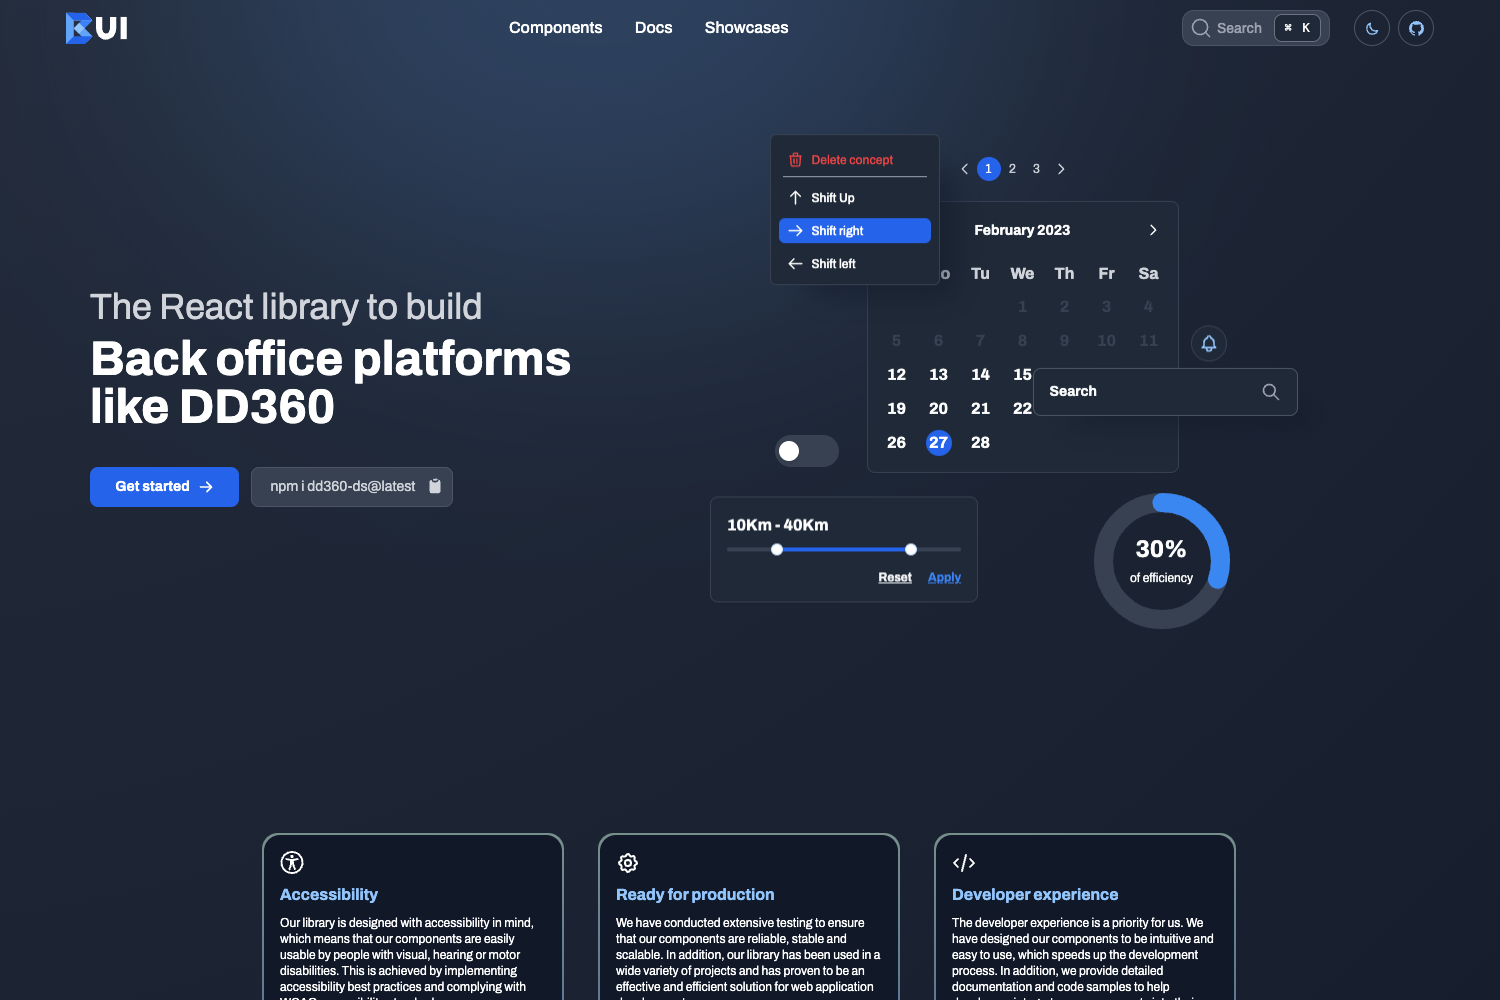 UI
Components
Docs
Showcases
Search
⌘ K
The React library to build
Back office platforms
like DD360
Get started
npm i dd360-ds@latest
Delete concept
Shift Up
Shift right
Shift left
1 2 3
February 2023
Tu We Th Fr Sa
1 2 3 4
5 6 7 8 9 10 11
12 13 14 15
19 20 21 22
26 27 28
Search
10Km - 40Km
Reset Apply
30%
of efficiency
Accessibility
Our library is designed with accessibility in mind,
which means that our components are easily
usable by people with visual, hearing or motor
disabilities. This is achieved by implementing
accessibility best practices and complying with
Ready for production
We have conducted extensive testing to ensure
that our components are reliable, stable and
scalable. In addition, our library has been used in a
wide variety of projects and has proven to be an
effective and efficient solution for web application
Developer experience
The developer experience is a priority for us. We
have designed our components to be intuitive and
easy to use, which speeds up the development
process. In addition, we provide detailed
documentation and code samples to help